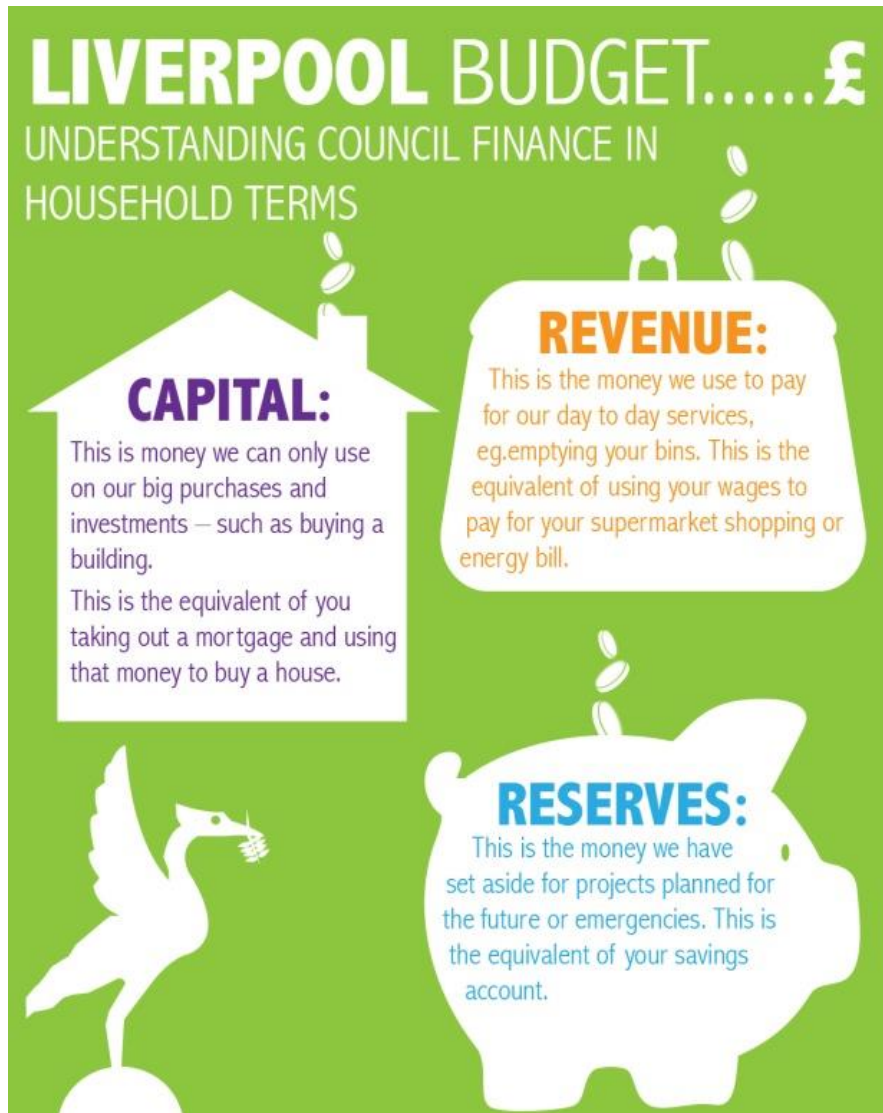 LIVERPOOL BUDGET......£
UNDERSTANDING COUNCIL FINANCE IN
HOUSEHOLD TERMS
CAPITAL:
This is money we can only use
on our big purchases and
investments – such as buying a
building.
This is the equivalent of you
taking out a mortgage and using
that money to buy a house.
REVENUE:
This is the money we use to pay
for our day to day services,
eg.emptying your bins. This is the
equivalent of using your wages to
pay for your supermarket shopping or
energy bill.
RESERVES:
This is the money we have
set aside for projects planned for
the future or emergencies. This is
the equivalent of your savings
account.